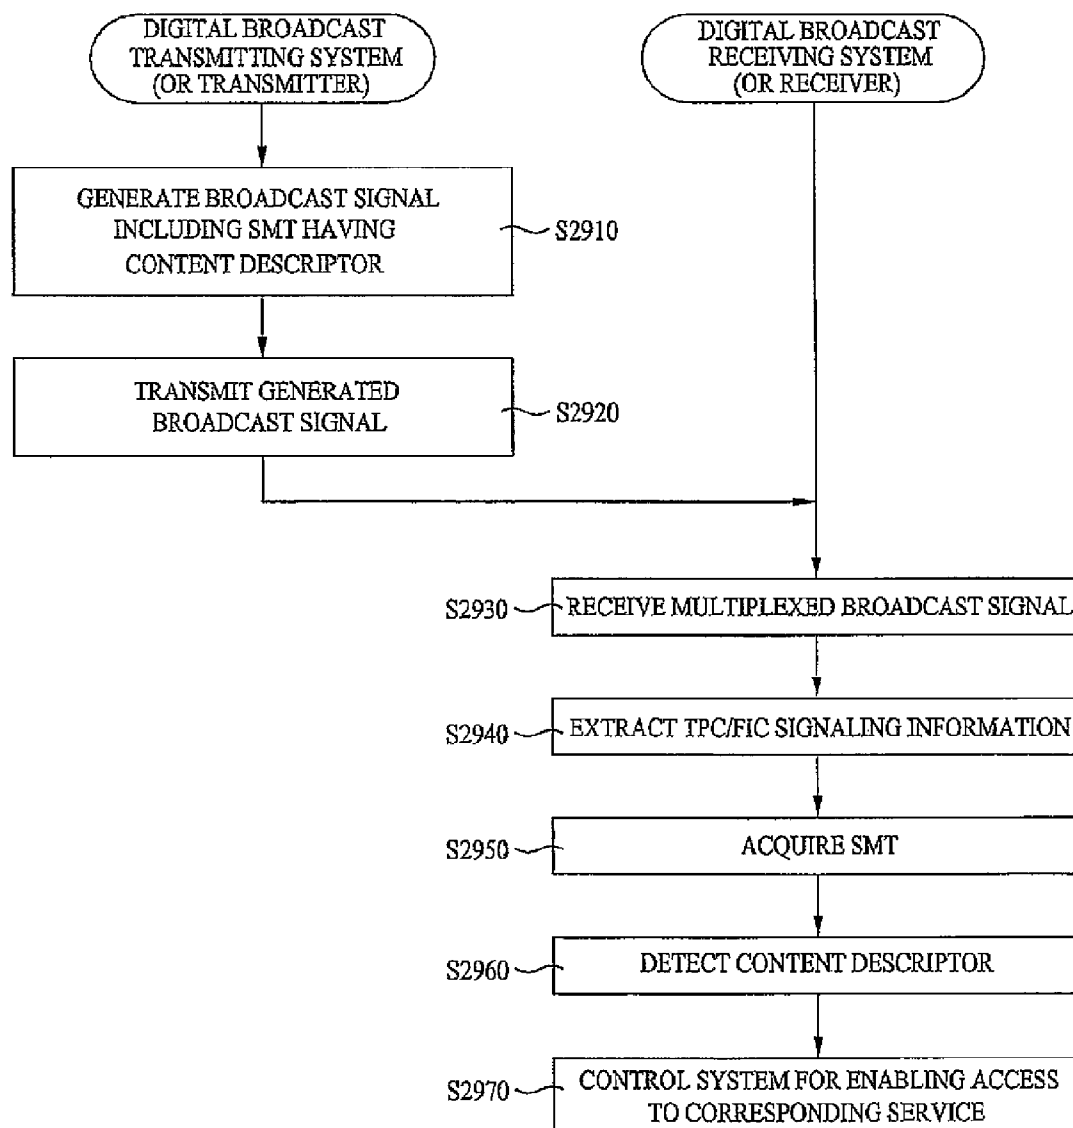 DIGITAL BROADCAST
TRANSMITTING SYSTEM
(OR TRANSMITTER)
DIGITAL BROADCAST
RECEIVING SYSTEM
(OR RECEIVER)
GENERATE BROADCAST SIGNAL
INCLUDING SMT HAVING
CONTENT DESCRIPTOR
S2910
TRANSMIT GENERATED
BROADCAST SIGNAL
S2920
S2930
RECEIVE MULTIPLEXED BROADCAST SIGNAL
S2940
EXTRACT TPC/FIC SIGNALING INFORMATION
S2950
ACQUIRE SMT
S2960
DETECT CONTENT DESCRIPTOR
S2970
CONTROL SYSTEM FOR ENABLING ACCESS
TO CORRESPONDING SERVICE